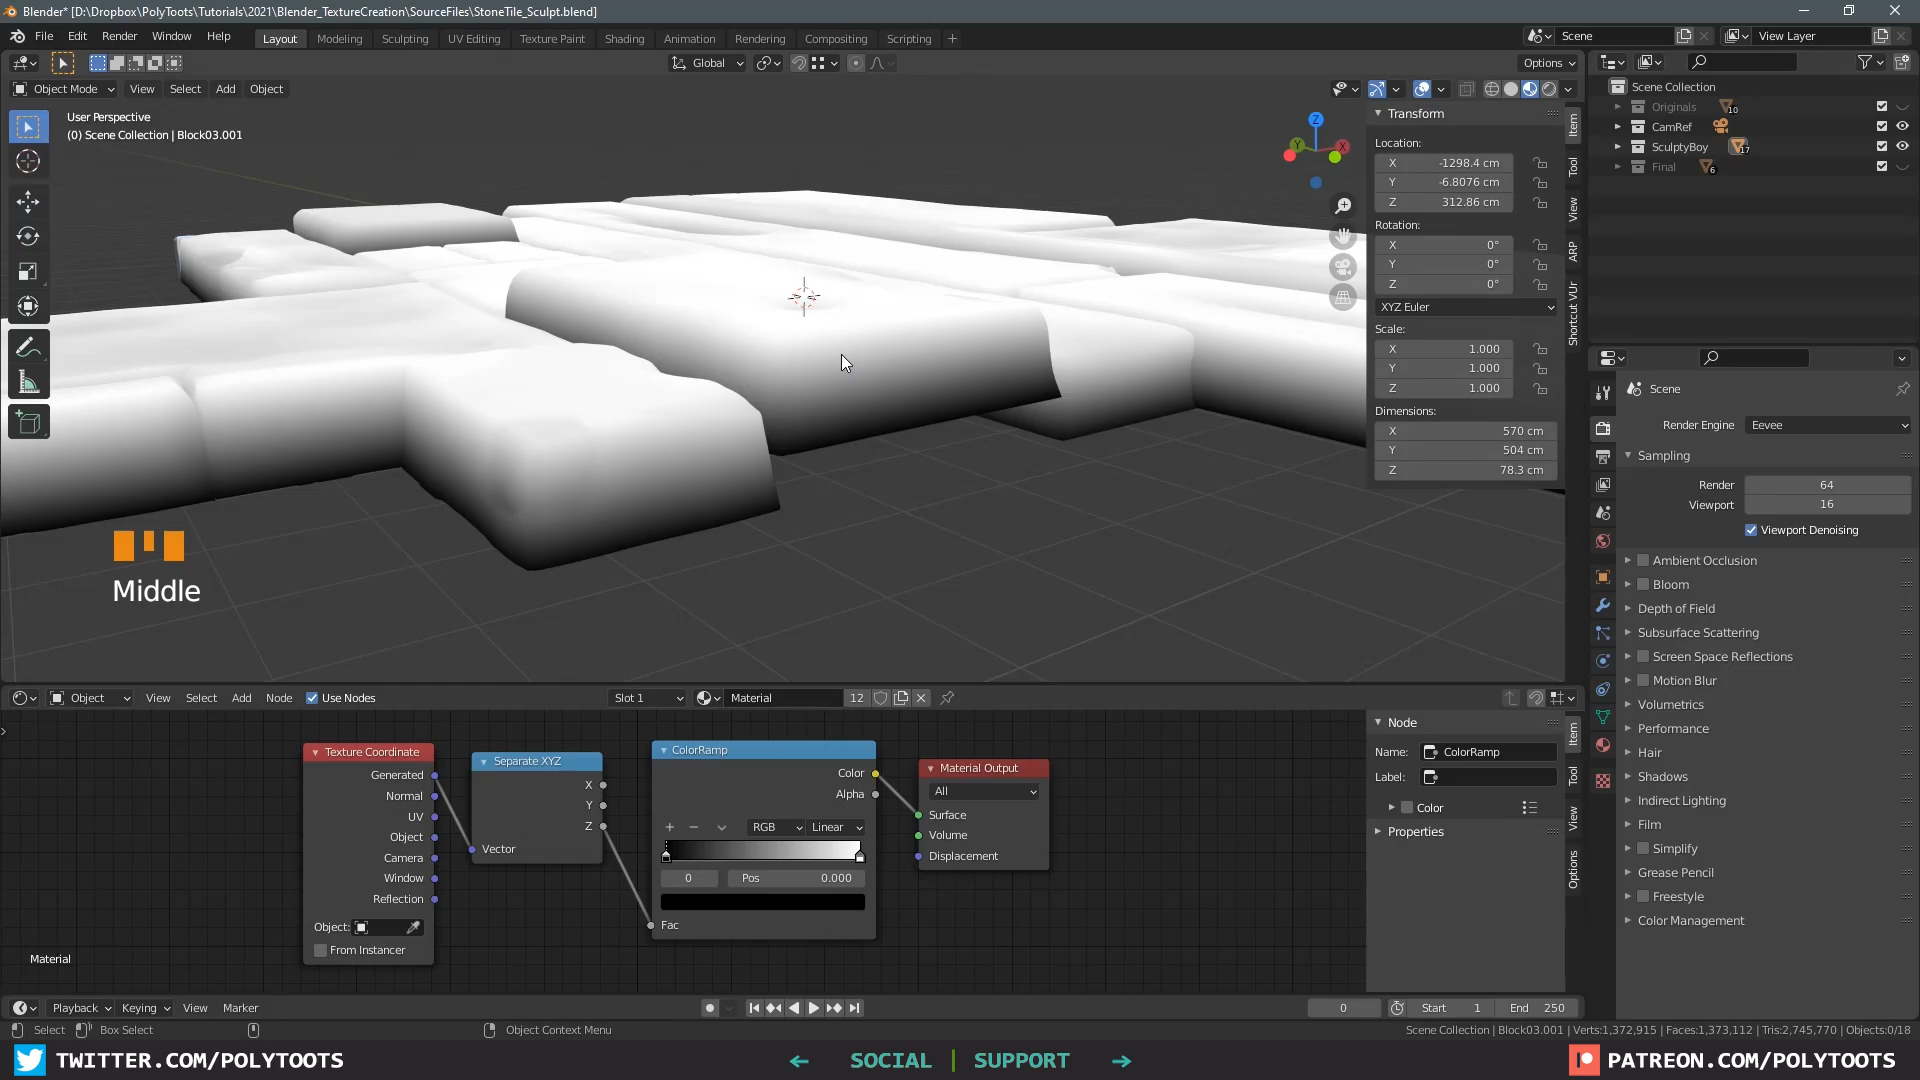 Blender* [D:\Dropbox\PolyToots\Tutorials\2021\Blender_TextureCreation\SourceFiles\StoneTile_Sculpt.blend]
File Edit Render Window Help
Layout Modeling Sculpting UV Editing Texture Paint Shading Animation Rendering Compositing Scripting
Scene
View Layer
Global
Options
Object Mode View Select Add Object
User Perspective
(0) Scene Collection | Block03.001
Z
Y
X
Middle
Transform
Location:
X -1298.4 cm
Y -6.8076 cm
Z 312.86 cm
Rotation:
X 0°
Y 0°
Z 0°
XYZ Euler
Scale:
X 1.000
Y 1.000
Z 1.000
Dimensions:
X 570 cm
Y 504 cm
Z 78.3 cm
Item
Tool
View
ARP
Shortcut VUr
Scene Collection
Originals 10
CamRef
SculptyBoy 17
Final 6
Scene
Render Engine Eevee
Sampling
Render 64
Viewport 16
Viewport Denoising
Ambient Occlusion
Bloom
Depth of Field
Subsurface Scattering
Screen Space Reflections
Motion Blur
Volumetrics
Performance
Hair
Shadows
Indirect Lighting
Film
Simplify
Grease Pencil
Freestyle
Color Management
Object View Select Add Node Use Nodes
Slot 1
Material 12
Texture Coordinate
Generated
Normal
UV
Object
Camera
Window
Reflection
Object:
From Instancer
Separate XYZ
X
Y
Z
Vector
ColorRamp
Color
Alpha
RGB Linear
0 Pos 0.000
Fac
Material Output
All
Surface
Volume
Displacement
Material
Node
Name: ColorRamp
Label:
Color
Properties
Item
Tool
View
Options
Playback Keying View Marker
0 Start 1 End 250
Select Box Select Object Context Menu
Scene Collection | Block03.001 | Verts:1,372,915 | Faces:1,373,112 | Tris:2,745,770 | Objects:0/18
TWITTER.COM/POLYTOOTS
← SOCIAL | SUPPORT →
PATREON.COM/POLYTOOTS